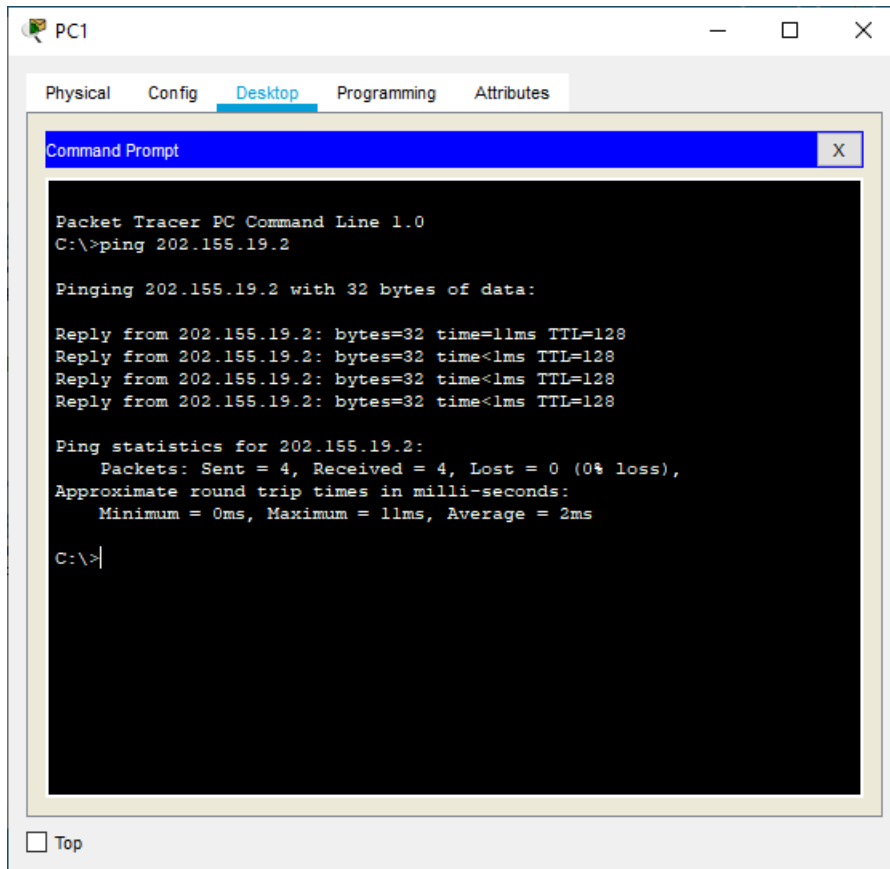 PC1
Physical Config Desktop Programming Attributes
Command Prompt X
Packet Tracer PC Command Line 1.0
C:\>ping 202.155.19.2
Pinging 202.155.19.2 with 32 bytes of data:
Reply from 202.155.19.2: bytes=32 time=11ms TTL=128
Reply from 202.155.19.2: bytes=32 time<1ms TTL=128
Reply from 202.155.19.2: bytes=32 time<1ms TTL=128
Reply from 202.155.19.2: bytes=32 time<1ms TTL=128
Ping statistics for 202.155.19.2:
Packets: Sent = 4, Received = 4, Lost = 0 (0% loss),
Approximate round trip times in milli-seconds:
Minimum = 0ms, Maximum = 11ms, Average = 2ms
C:\>
Top